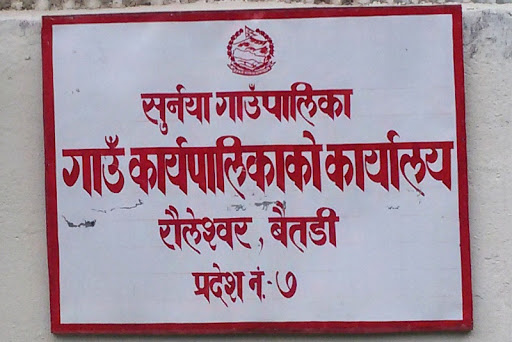 सुर्नया गाउँपालिका
गाउँ कार्यपालिकाको कार्यालय
रौलेश्वर, बैतडी
प्रदेश नं.-७